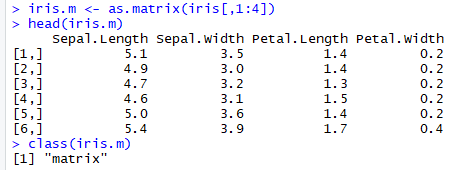 > iris.m <- as.matrix(iris[,1:4])
> head(iris.m)
     Sepal.Length Sepal.Width Petal.Length Petal.Width
[1,]          5.1         3.5          1.4         0.2
[2,]          4.9         3.0          1.4         0.2
[3,]          4.7         3.2          1.3         0.2
[4,]          4.6         3.1          1.5         0.2
[5,]          5.0         3.6          1.4         0.2
[6,]          5.4         3.9          1.7         0.4
> class(iris.m)
[1] "matrix"